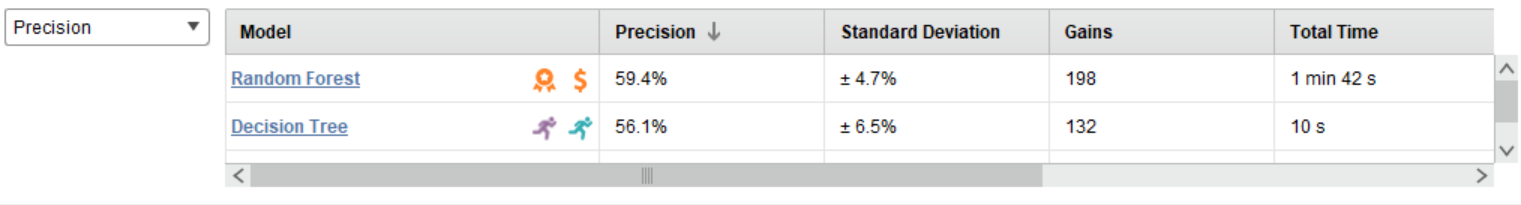 Precision
Model Precision Standard Deviation Gains Total Time
Random Forest 59.4% ± 4.7% 198 1 min 42 s
Decision Tree 56.1% ± 6.5% 132 10 s